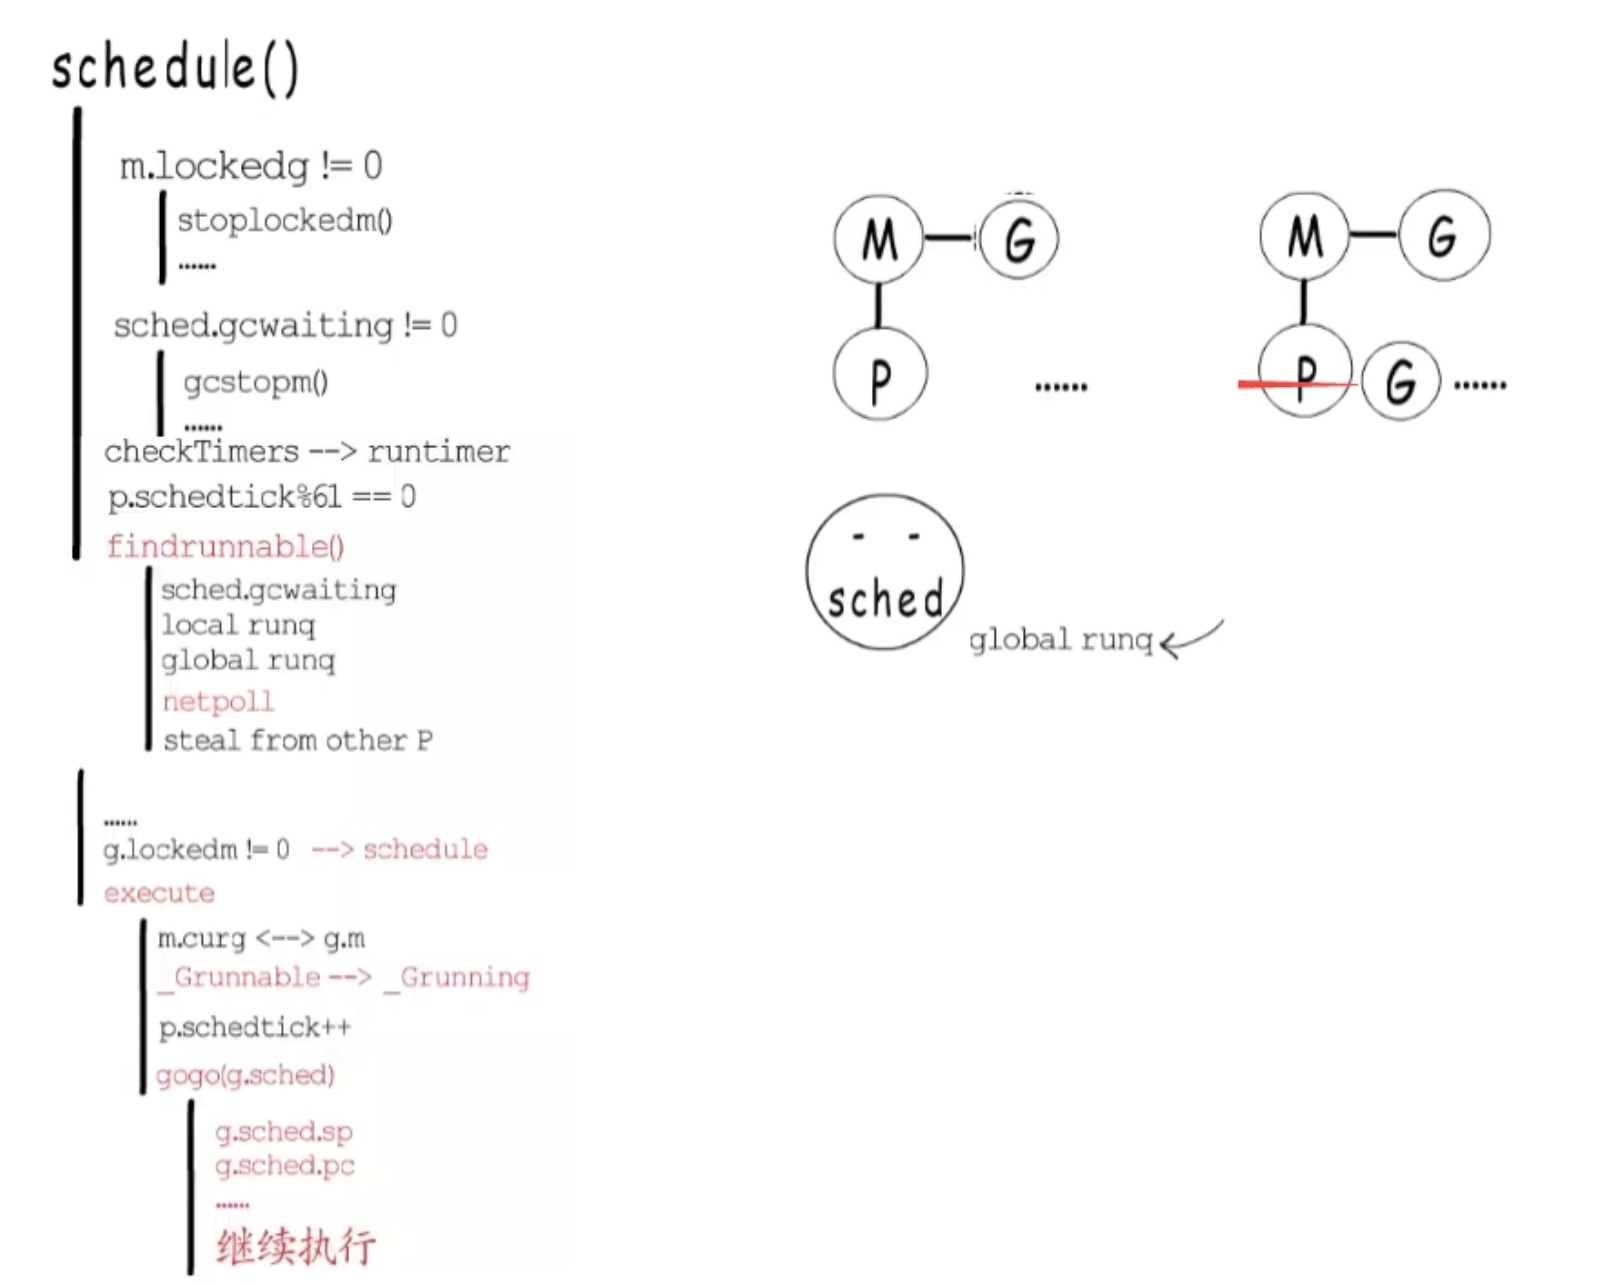 schedule()
m.lockedg != 0
stoplockedm()
......
sched.gcwaiting != 0
gcstopm()
......
checkTimers --> runtimer
p.schedtick%61 == 0
findrunnable()
sched.gcwaiting
local runq
global runq
netpoll
steal from other P
......
g.lockedm != 0 --> schedule
execute
m.curg <--> g.m
_Grunnable --> _Grunning
p.schedtick++
gogo(g.sched)
g.sched.sp
g.sched.pc
......
继续执行
M G
P ......
M G
P G ......
sched
global runq